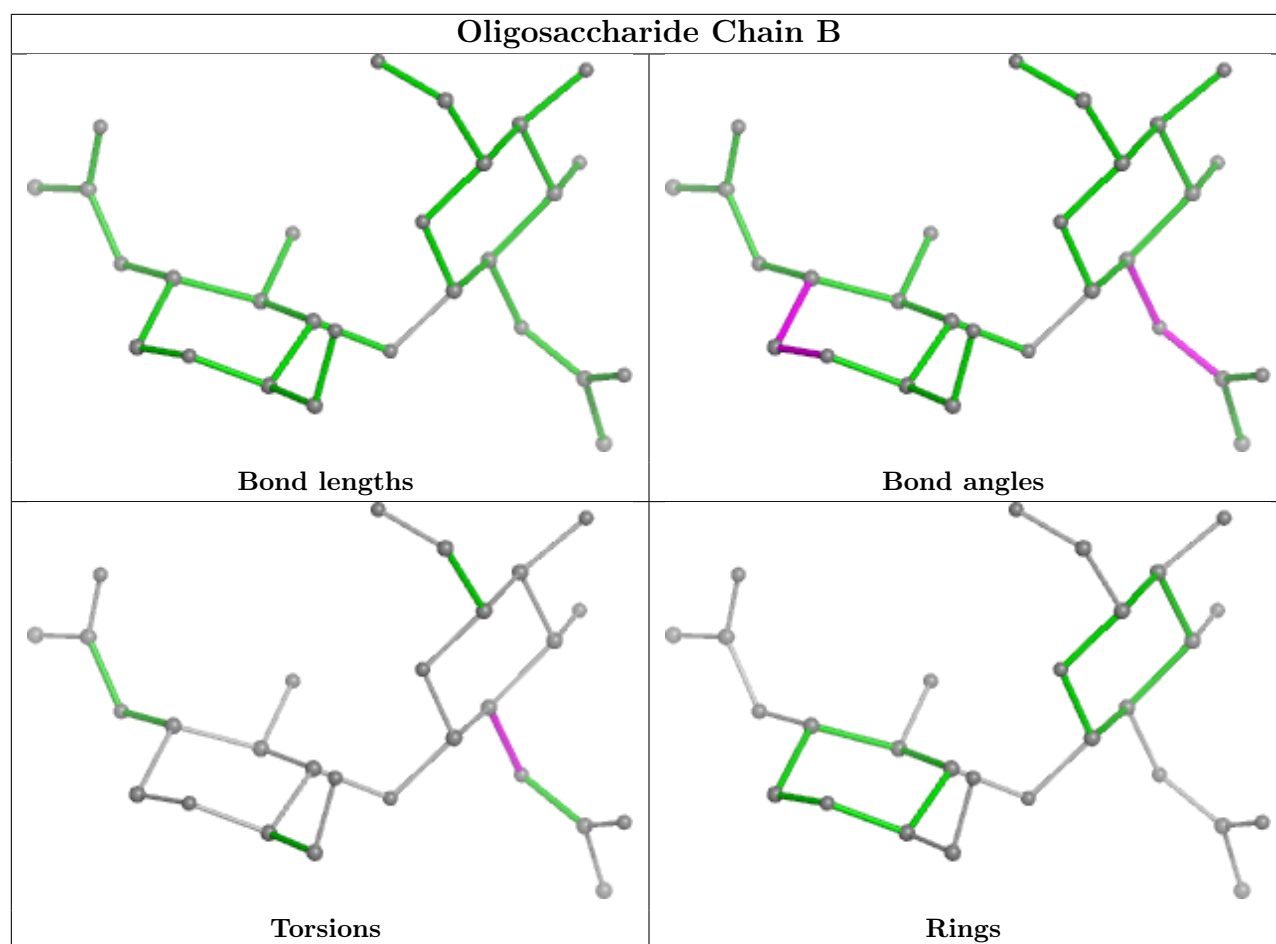 Oligosaccharide Chain B
Bond lengths
Bond angles
Torsions
Rings